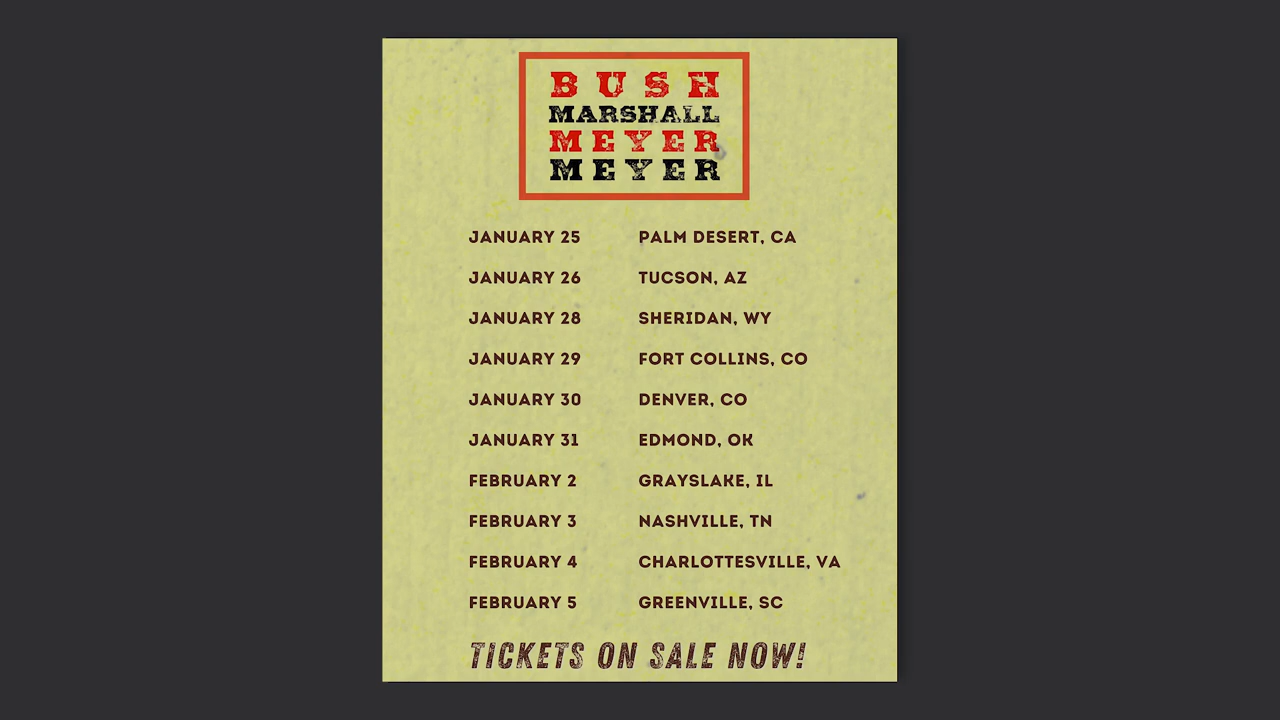 BUSH
MARSHALL
MEYER
MEYER
JANUARY 25 PALM DESERT, CA
JANUARY 26 TUCSON, AZ
JANUARY 28 SHERIDAN, WY
JANUARY 29 FORT COLLINS, CO
JANUARY 30 DENVER, CO
JANUARY 31 EDMOND, OK
FEBRUARY 2 GRAYSLAKE, IL
FEBRUARY 3 NASHVILLE, TN
FEBRUARY 4 CHARLOTTESVILLE, VA
FEBRUARY 5 GREENVILLE, SC
TICKETS ON SALE NOW!